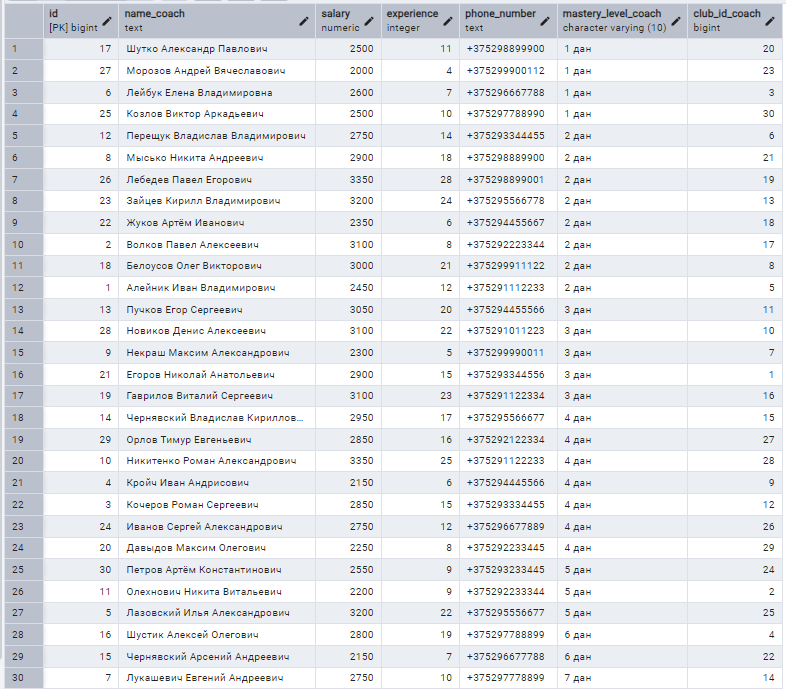 id name_coach salary experience phone_number mastery_level_coach club_id_coach
[PK] bigint text numeric integer text character varying (10) bigint
1 17 Шутко Александр Павлович 2500 11 +375298899900 1 дан 20
2 27 Морозов Андрей Вячеславович 2000 4 +375299900112 1 дан 23
3 6 Лейбук Елена Владимировна 2600 7 +375296667788 1 дан 3
4 25 Козлов Виктор Аркадьевич 2500 10 +375297788990 1 дан 30
5 12 Перещук Владислав Владимирович 2750 14 +375293344455 2 дан 6
6 8 Мысько Никита Андреевич 2900 18 +375298889900 2 дан 21
7 26 Лебедев Павел Егорович 3350 28 +375298899001 2 дан 19
8 23 Зайцев Кирилл Владимирович 3200 24 +375295566778 2 дан 13
9 22 Жуков Артём Иванович 2350 6 +375294455667 2 дан 18
10 2 Волков Павел Алексеевич 3100 8 +375292223344 2 дан 17
11 18 Белоусов Олег Викторович 3000 21 +375299911122 2 дан 8
12 1 Алейник Иван Владимирович 2450 12 +375291112233 2 дан 5
13 13 Пучков Егор Сергеевич 3050 20 +375294455566 3 дан 11
14 28 Новиков Денис Алексеевич 3100 22 +375291011223 3 дан 10
15 9 Некраш Максим Александрович 2300 5 +375299990011 3 дан 7
16 21 Егоров Николай Анатольевич 2900 15 +375293344556 3 дан 1
17 19 Гаврилов Виталий Сергеевич 3100 23 +375291122334 3 дан 16
18 14 Чернявский Владислав Кириллов... 2950 17 +375295566677 4 дан 15
19 29 Орлов Тимур Евгеньевич 2850 16 +375292122334 4 дан 27
20 10 Никитенко Роман Александрович 3350 25 +375291122233 4 дан 28
21 4 Кройч Иван Андрисович 2150 6 +375294445566 4 дан 9
22 3 Кочеров Роман Сергеевич 2850 15 +375293334455 4 дан 12
23 24 Иванов Сергей Александрович 2750 12 +375296677889 4 дан 26
24 20 Давыдов Максим Олегович 2250 8 +375292233445 4 дан 29
25 30 Петров Артём Константинович 2550 9 +375293233445 5 дан 24
26 11 Олехнович Никита Витальевич 2200 9 +375292233344 5 дан 2
27 5 Лазовский Илья Александрович 3200 22 +375295556677 5 дан 25
28 16 Шустик Алексей Олегович 2800 19 +375297788899 6 дан 4
29 15 Чернявский Арсений Андреевич 2150 7 +375296677788 6 дан 22
30 7 Лукашевич Евгений Андреевич 2750 10 +375297778899 7 дан 14